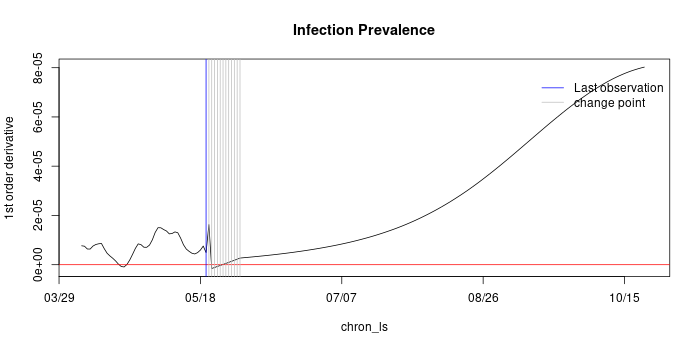 Infection Prevalence
1st order derivative
8e-05
6e-05
4e-05
2e-05
0e+00
Last observation
change point
03/29 05/18 07/07 08/26 10/15
chron_ls